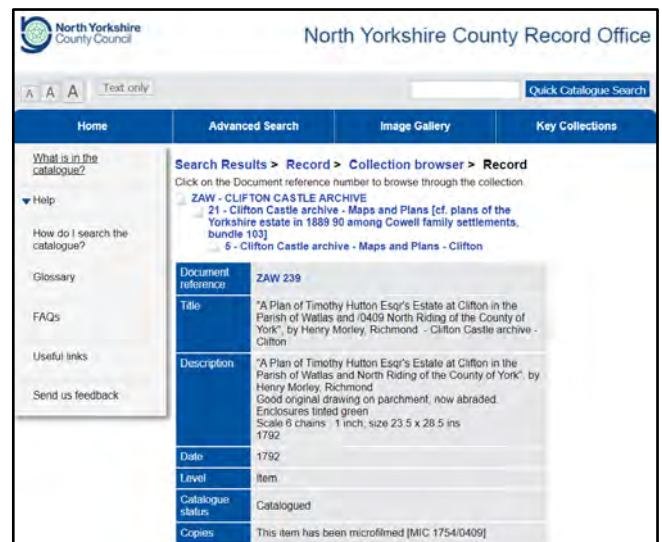 North Yorkshire
County Council
North Yorkshire County Record Office
A A A Text only
Quick Catalogue Search
Home Advanced Search Image Gallery Key Collections
What is in the
catalogue?
Help
How do I search the
catalogue?
Glossary
FAQs
Useful links
Send us feedback
Search Results > Record > Collection browser > Record
Click on the Document reference number to browse through the collection
ZAW - CLIFTON CASTLE ARCHIVE
21 - Clifton Castle archive - Maps and Plans [cf. plans of the
Yorkshire estate in 1889 90 among Cowell family settlements,
bundle 103]
5 - Clifton Castle archive - Maps and Plans - Clifton
Document
reference
ZAW 239
Title
"A Plan of Timothy Hutton Esqr's Estate at Clifton in the
Parish of Watlas and /0409 North Riding of the County of
York", by Henry Morley, Richmond - Clifton Castle archive -
Clifton
Description
"A Plan of Timothy Hutton Esqr's Estate at Clifton in the
Parish of Watlas and North Riding of the County of York". by
Henry Morley, Richmond
Good original drawing on parchment, now abraded.
Enclosures tinted green
Scale 6 chains : 1 inch, size 23.5 x 28.5 ins
1792
Date
1792
Level
Item
Catalogue
status
Catalogued
Copies
This item has been microfilmed [MIC 1754/0409]